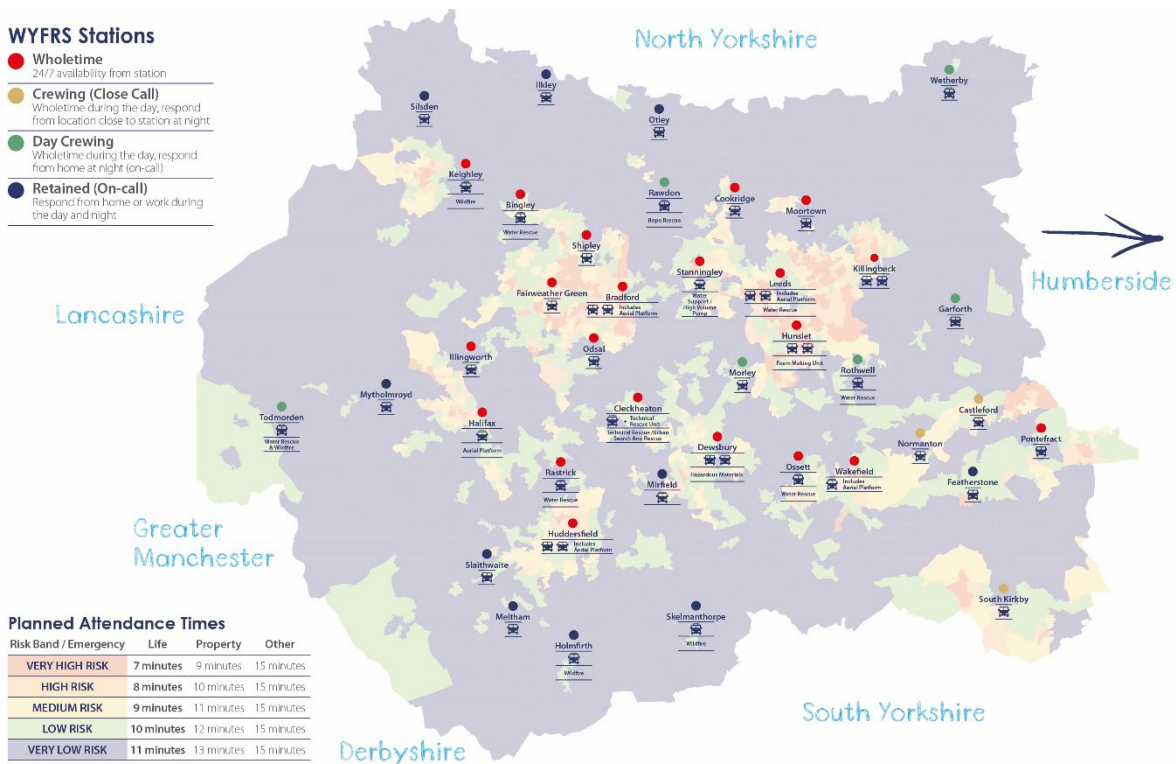 WYFRS Stations
Wholetime
24/7 availability from station
Crewing (Close Call)
Wholetime during the day, respond
from location close to station at night
Day Crewing
Wholetime during the day, respond
from home at night (on-call)
Retained (On-call)
Respond from home or work during
the day and night
North Yorkshire
Lancashire
Humberside
Greater
Manchester
Derbyshire
South Yorkshire
Wetherby
Ilkley
Silsden
Otley
Keighley
Wildfire
Bingley
Water Rescue
Rawdon
Rope Rescue
Cookridge
Moortown
Shipley
Stanningley
Water
Support /
High Volume
Pump
Leeds
Includes
Aerial Platform
Water Rescue
Killingbeck
Fairweather Green
Bradford
Includes
Aerial Platform
Garforth
Hunslet
Foam Making Unit
Odsal
Illingworth
Morley
Rothwell
Water Rescue
Mytholmroyd
Todmorden
Water Rescue
& Wildfire
Halifax
Aerial Platform
Cleckheaton
+ Technical
Rescue Unit
Technical Rescue /Urban
Search And Rescue
Castleford
Normanton
Pontefract
Dewsbury
Hazardous Materials
Rastrick
Water Rescue
Mirfield
Ossett
Water Rescue
Wakefield
Includes
Aerial Platform
Featherstone
Huddersfield
Includes
Aerial Platform
Slaithwaite
Meltham
Holmfirth
Wildfire
Skelmanthorpe
Wildfire
South Kirkby
Planned Attendance Times
Risk Band / Emergency Life Property Other
VERY HIGH RISK 7 minutes 9 minutes 15 minutes
HIGH RISK 8 minutes 10 minutes 15 minutes
MEDIUM RISK 9 minutes 11 minutes 15 minutes
LOW RISK 10 minutes 12 minutes 15 minutes
VERY LOW RISK 11 minutes 13 minutes 15 minutes